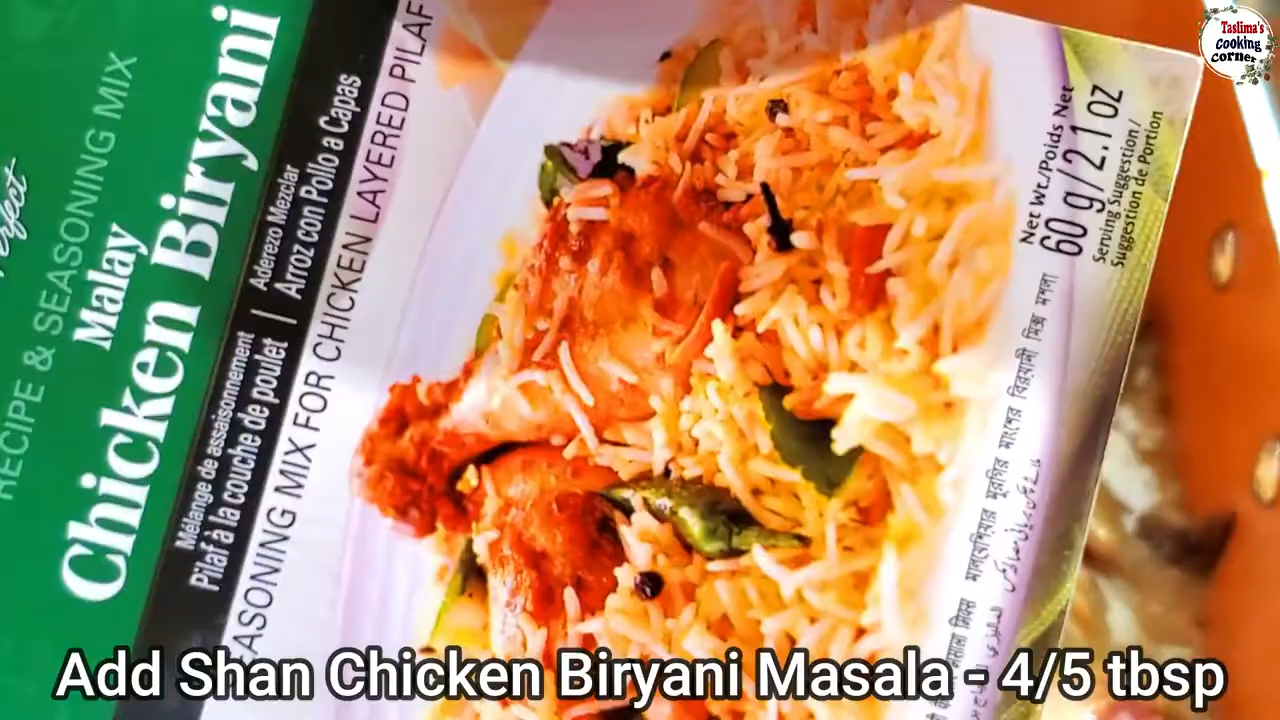 Taslima's
Cooking
Corner
RECIPE & SEASONING MIX
Malay
Chicken Biryani
Mélange de assaisonnement
Pilaf à la couche de poulet
Aderezo Mezclar
Arroz con Pollo a Capas
SEASONING MIX FOR CHICKEN LAYERED PILAF
Net Wt./Poids Net
60 g/2.1 OZ
Serving Suggestion/
Suggestion de Portion
Add Shan Chicken Biryani Masala - 4/5 tbsp